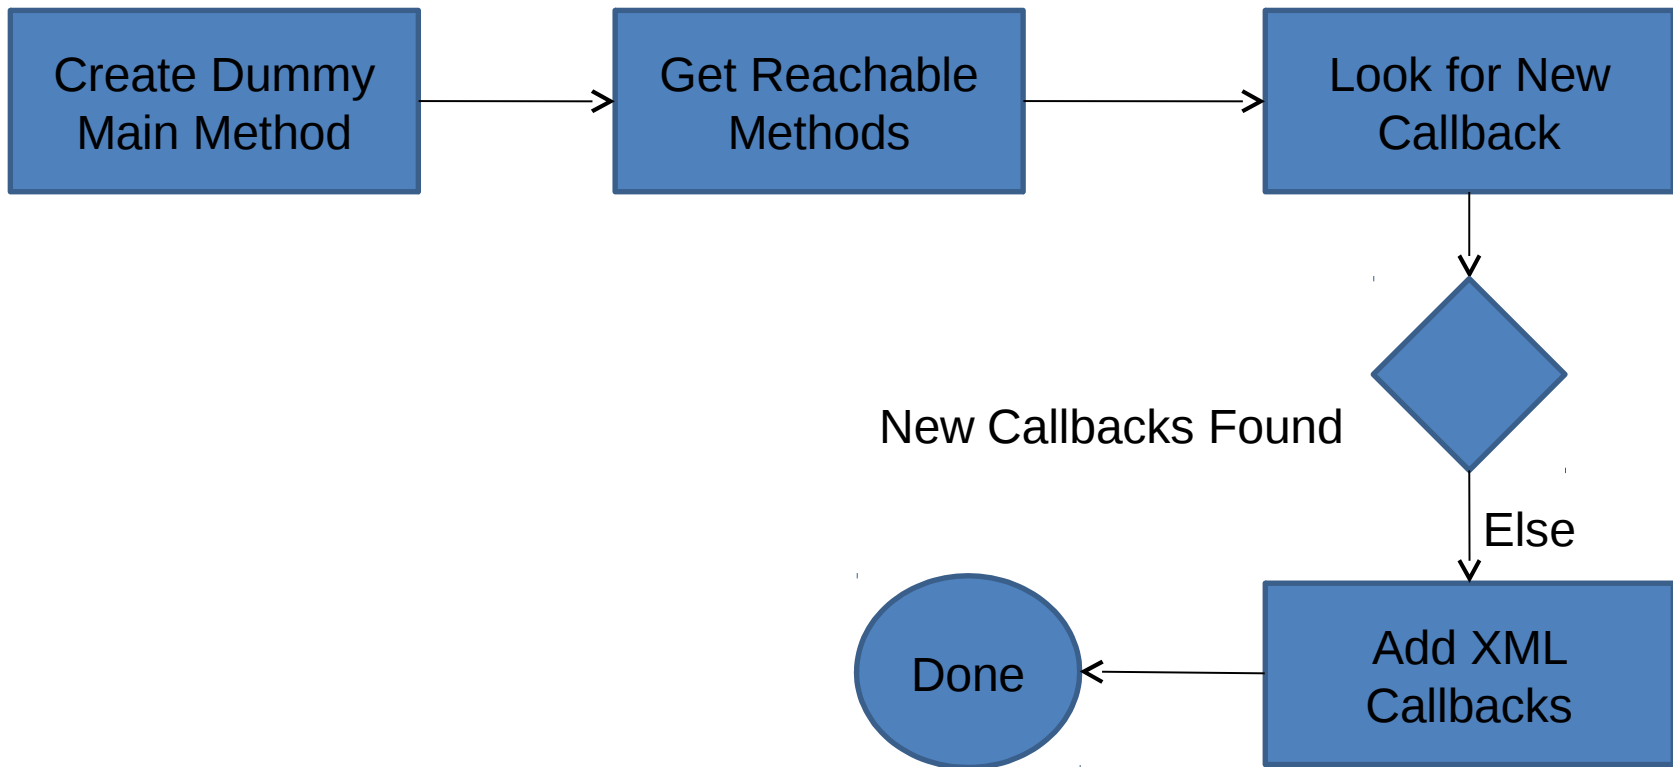 Create Dummy
Main Method
Get Reachable
Methods
Look for New
Callback
New Callbacks Found
Else
Add XML
Callbacks
Done